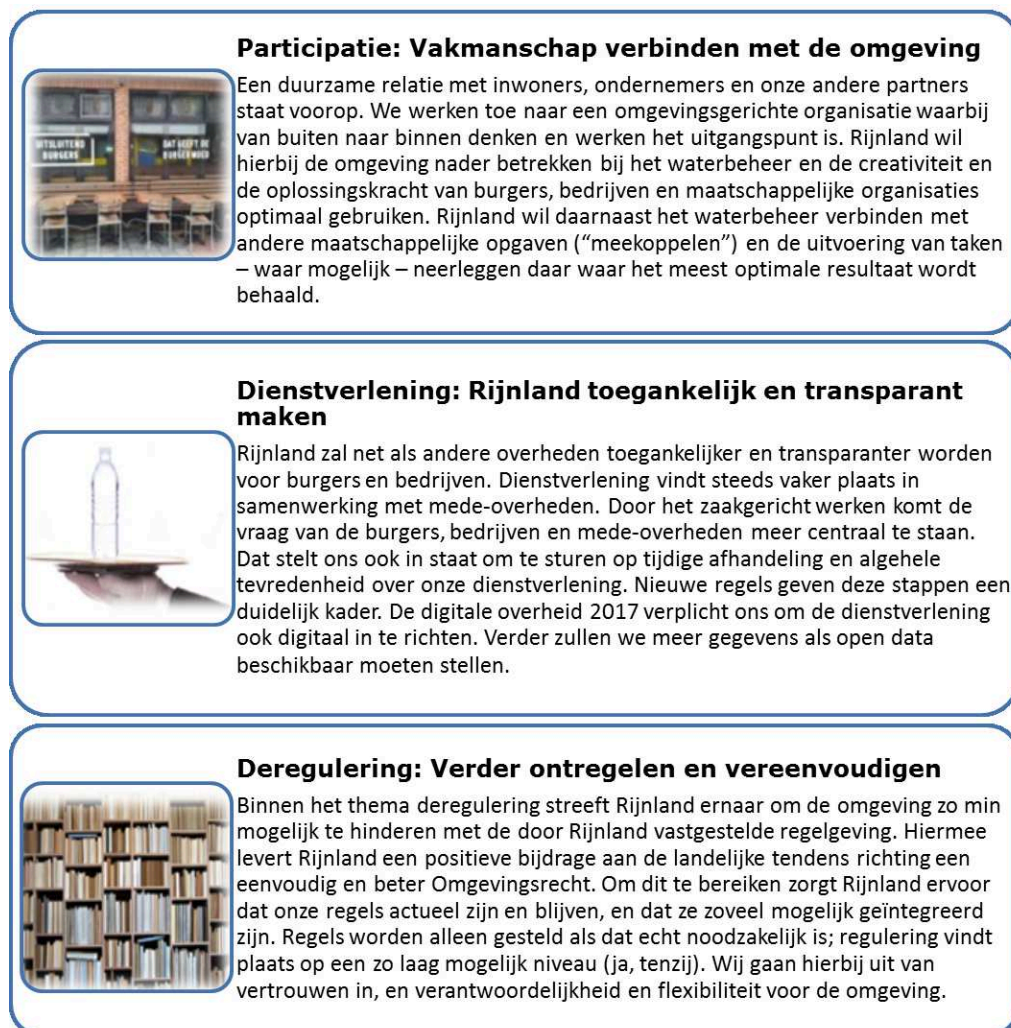 Participatie: Vakmanschap verbinden met de omgeving
Een duurzame relatie met inwoners, ondernemers en onze andere partners
staat voorop. We werken toe naar een omgevingsgerichte organisatie waarbij
van buiten naar binnen denken en werken het uitgangspunt is. Rijnland wil
hierbij de omgeving nader betrekken bij het waterbeheer en de creativiteit en
de oplossingskracht van burgers, bedrijven en maatschappelijke organisaties
optimaal gebruiken. Rijnland wil daarnaast het waterbeheer verbinden met
andere maatschappelijke opgaven (“meekoppelen”) en de uitvoering van taken
– waar mogelijk – neerleggen daar waar het meest optimale resultaat wordt
behaald.
UITSLUITEND
BURGERS
DAT GEEFT DE
BURGER MOED
Dienstverlening: Rijnland toegankelijk en transparant
maken
Rijnland zal net als andere overheden toegankelijker en transparanter worden
voor burgers en bedrijven. Dienstverlening vindt steeds vaker plaats in
samenwerking met mede-overheden. Door het zaakgericht werken komt de
vraag van de burgers, bedrijven en mede-overheden meer centraal te staan.
Dat stelt ons ook in staat om te sturen op tijdige afhandeling en algehele
tevredenheid over onze dienstverlening. Nieuwe regels geven deze stappen een
duidelijk kader. De digitale overheid 2017 verplicht ons om de dienstverlening
ook digitaal in te richten. Verder zullen we meer gegevens als open data
beschikbaar moeten stellen.
Deregulering: Verder ontregelen en vereenvoudigen
Binnen het thema deregulering streeft Rijnland ernaar om de omgeving zo min
mogelijk te hinderen met de door Rijnland vastgestelde regelgeving. Hiermee
levert Rijnland een positieve bijdrage aan de landelijke tendens richting een
eenvoudig en beter Omgevingsrecht. Om dit te bereiken zorgt Rijnland ervoor
dat onze regels actueel zijn en blijven, en dat ze zoveel mogelijk geïntegreerd
zijn. Regels worden alleen gesteld als dat echt noodzakelijk is; regulering vindt
plaats op een zo laag mogelijk niveau (ja, tenzij). Wij gaan hierbij uit van
vertrouwen in, en verantwoordelijkheid en flexibiliteit voor de omgeving.